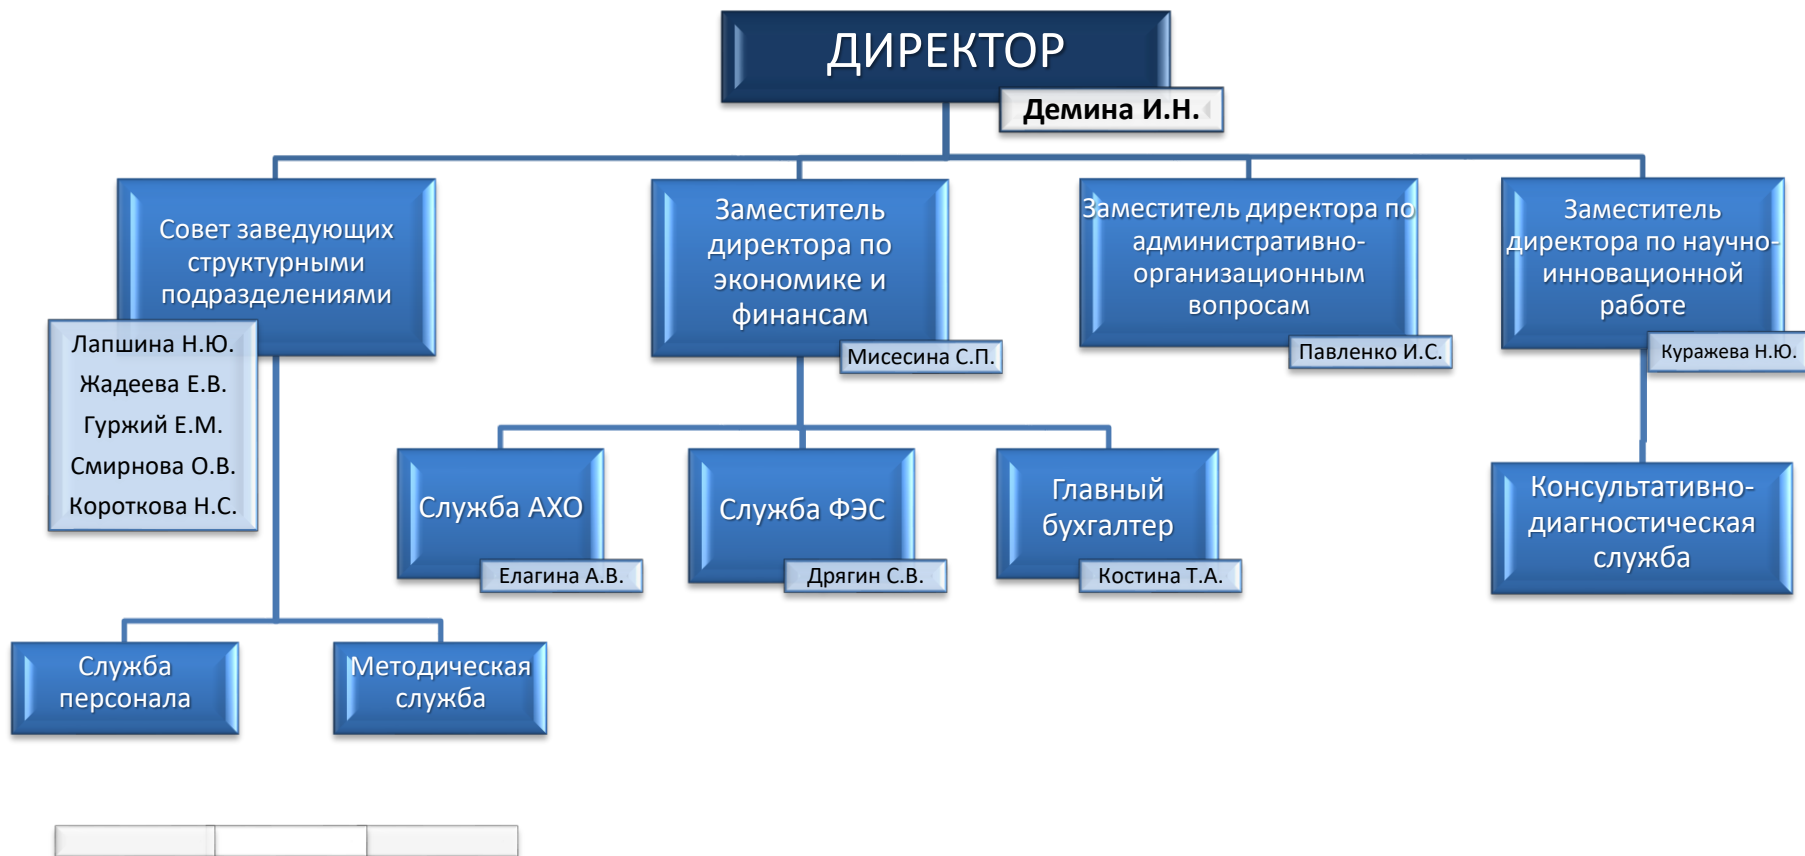 ДИРЕКТОР
Демина И.Н.
Совет заведующих
структурными
подразделениями
Лапшина Н.Ю.
Жадеева Е.В.
Гуржий Е.М.
Смирнова О.В.
Короткова Н.С.
Заместитель
директора по
экономике и
финансам
Мисесина С.П.
Заместитель директора по
административно-
организационным
вопросам
Павленко И.С.
Заместитель
директора по научно-
инновационной
работе
Куражева Н.Ю.
Служба АХО
Елагина А.В.
Служба ФЭС
Дрягин С.В.
Главный
бухгалтер
Костина Т.А.
Консультативно-
диагностическая
служба
Служба
персонала
Методическая
служба